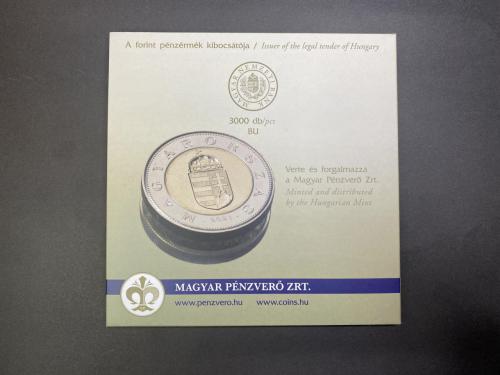 A forint pénzérmék kibocsátója / Issuer of the legal tender of Hungary
MAGYAR NEMZETI BANK
3000 db/pcs
BU
MAGYARORSZÁG
Verte és forgalmazza
a Magyar Pénzverő Zrt.
Minted and distributed
by the Hungarian Mint
MAGYAR PÉNZVERŐ ZRT.
www.penzvero.hu www.coins.hu